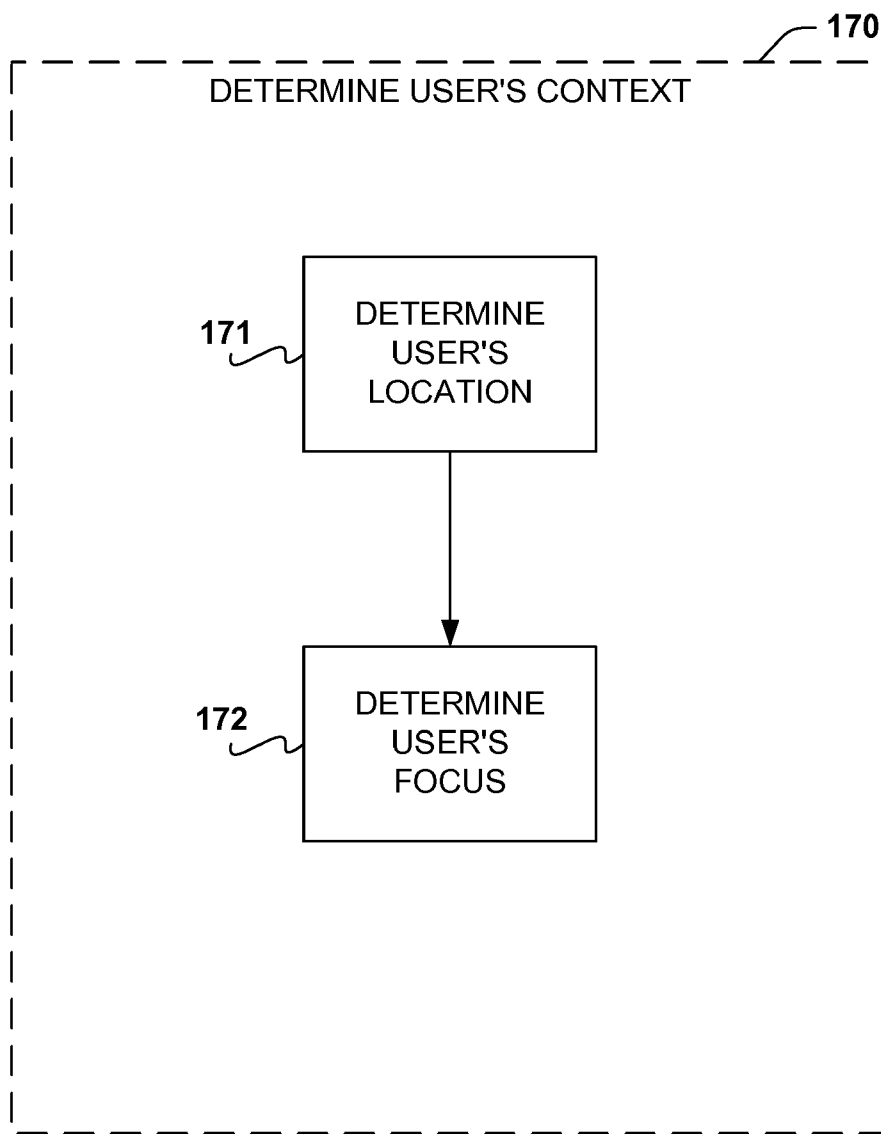 170
DETERMINE USER'S CONTEXT
171
DETERMINE
USER'S
LOCATION
172
DETERMINE
USER'S
FOCUS